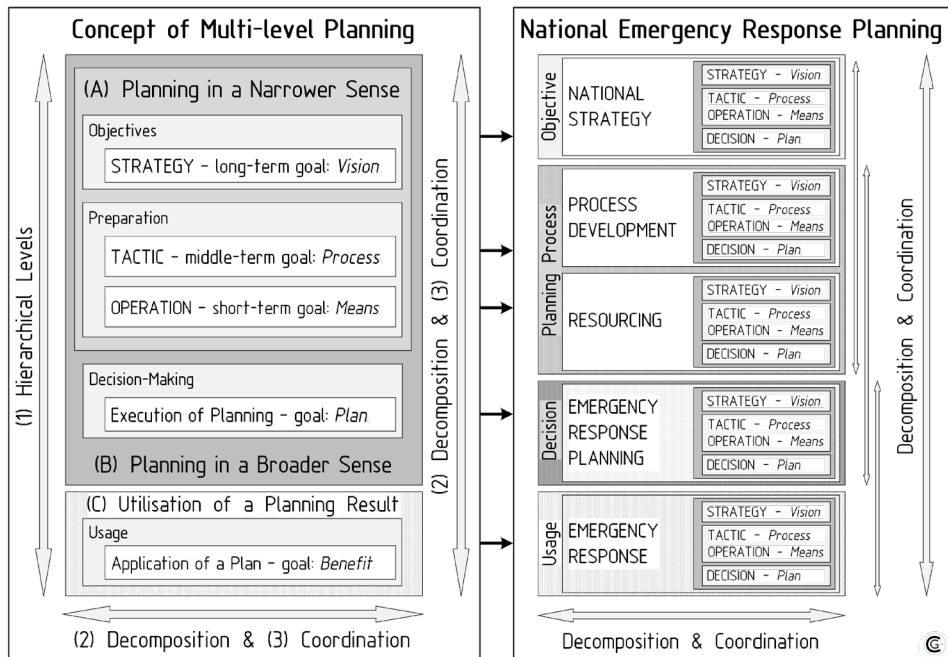 Concept of Multi-level Planning
(1) Hierarchical Levels
(A) Planning in a Narrower Sense
Objectives
STRATEGY - long-term goal: Vision
Preparation
TACTIC - middle-term goal: Process
OPERATION - short-term goal: Means
Decision-Making
Execution of Planning - goal: Plan
(B) Planning in a Broader Sense
(C) Utilisation of a Planning Result
Usage
Application of a Plan - goal: Benefit
(2) Decomposition & (3) Coordination
(2) Decomposition & (3) Coordination
National Emergency Response Planning
Objective
NATIONAL
STRATEGY
STRATEGY - Vision
TACTIC - Process
OPERATION - Means
DECISION - Plan
Planning Process
PROCESS
DEVELOPMENT
STRATEGY - Vision
TACTIC - Process
OPERATION - Means
DECISION - Plan
RESOURCING
STRATEGY - Vision
TACTIC - Process
OPERATION - Means
DECISION - Plan
Decision
EMERGENCY
RESPONSE
PLANNING
STRATEGY - Vision
TACTIC - Process
OPERATION - Means
DECISION - Plan
Usage
EMERGENCY
RESPONSE
STRATEGY - Vision
TACTIC - Process
OPERATION - Means
DECISION - Plan
Decomposition & Coordination
Decomposition & Coordination